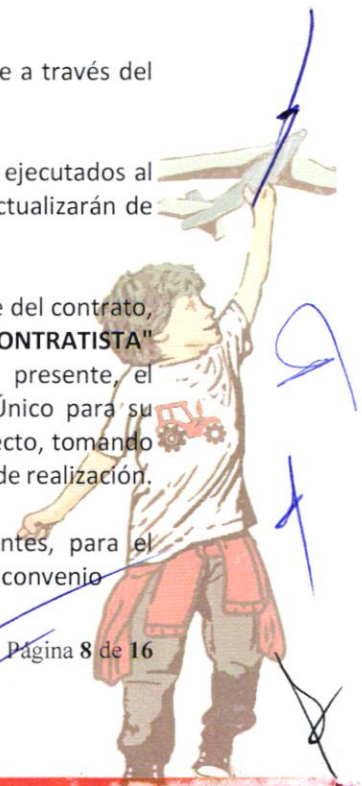 e a través del
ejecutados al
ctualizarán de
e del contrato,
ONTRATISTA"
presente, el
Único para su
ecto, tomando
de realización.
ntes, para el
convenio
Página 8 de 16